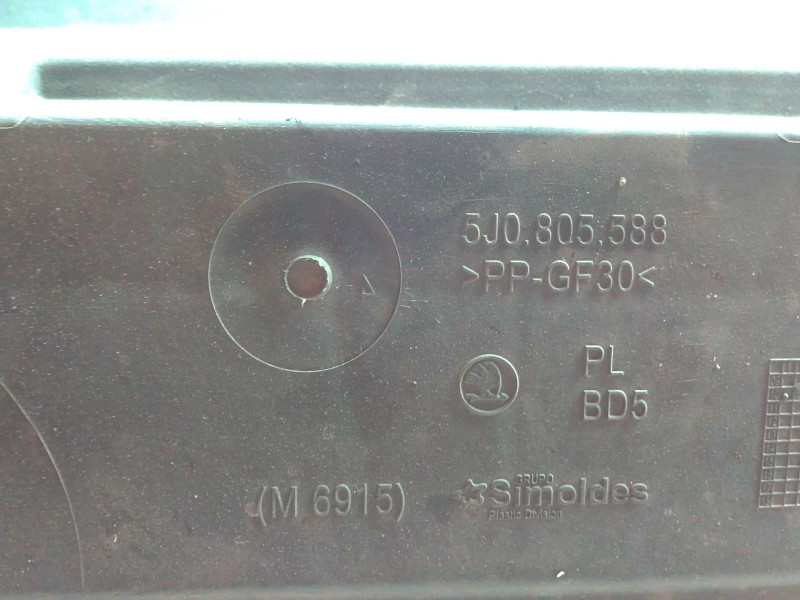 5J0.805.588
>PP-GF30<
PL
BD5
(M 6915)
GRUPO
Simoldes
Plastic Division